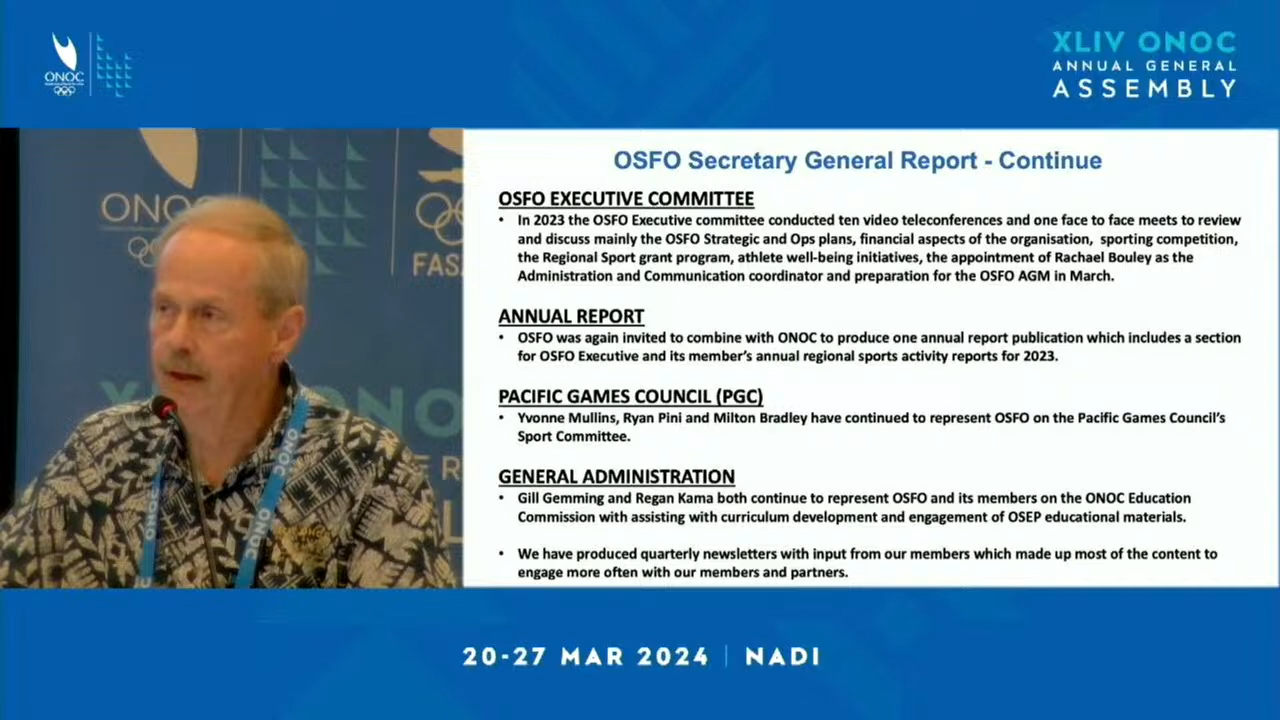 ONOC
XLIV ONOC
ANNUAL GENERAL
ASSEMBLY
ONOC
FAS
XL
ONO
ONOC
ONOC
ONOC
OSFO Secretary General Report - Continue
OSFO EXECUTIVE COMMITTEE
• In 2023 the OSFO Executive committee conducted ten video teleconferences and one face to face meets to review
and discuss mainly the OSFO Strategic and Ops plans, financial aspects of the organisation, sporting competition,
the Regional Sport grant program, athlete well-being initiatives, the appointment of Rachael Bouley as the
Administration and Communication coordinator and preparation for the OSFO AGM in March.
ANNUAL REPORT
• OSFO was again invited to combine with ONOC to produce one annual report publication which includes a section
for OSFO Executive and its member's annual regional sports activity reports for 2023.
PACIFIC GAMES COUNCIL (PGC)
• Yvonne Mullins, Ryan Pini and Milton Bradley have continued to represent OSFO on the Pacific Games Council's
Sport Committee.
GENERAL ADMINISTRATION
• Gill Gemming and Regan Kama both continue to represent OSFO and its members on the ONOC Education
Commission with assisting with curriculum development and engagement of OSEP educational materials.
• We have produced quarterly newsletters with input from our members which made up most of the content to
engage more often with our members and partners.
20-27 MAR 2024 | NADI